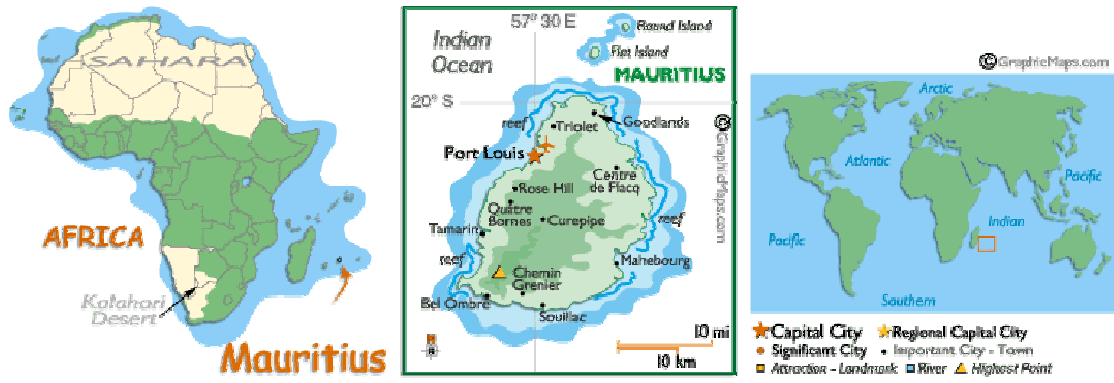 SAHARA
AFRICA
Kalahari
Desert
Mauritius
57° 30 E
Indian
Ocean
Round Island
Flat Island
MAURITIUS
20° S
reef
Triolet
Goodlands
Port Louis
Centre
de Flacq
Rose Hill
Quatre
Bornes
Curepipe
reef
Tamarin
reef
Mahebourg
Chemin
Grenier
Bel Ombre
Souillac
10 mi
10 km
©GraphicMaps.com
©GraphicMaps.com
Arctic
Atlantic
Pacific
Indian
Pacific
Southern
Capital City
Regional Capital City
Significant City
Important City - Town
Attraction - Landmark
River
Highest Point